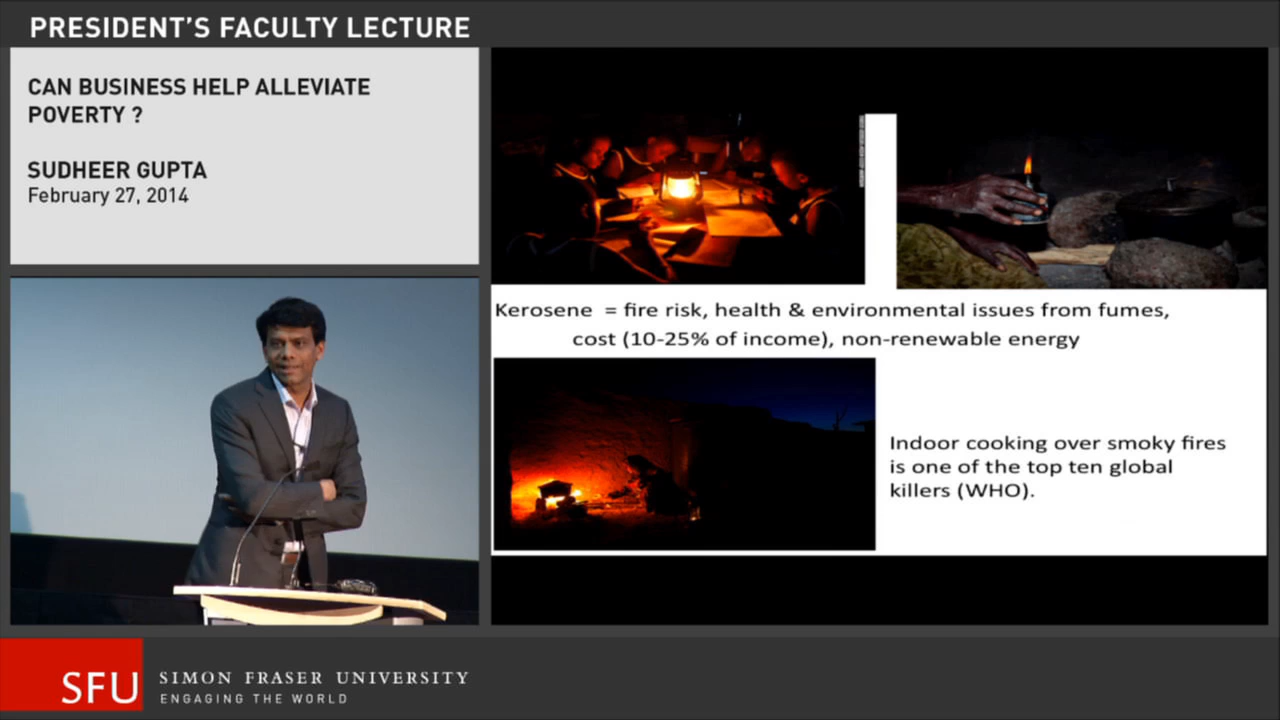 PRESIDENT'S FACULTY LECTURE
CAN BUSINESS HELP ALLEVIATE
POVERTY ?
SUDHEER GUPTA
February 27, 2014
Kerosene = fire risk, health & environmental issues from fumes,
cost (10-25% of income), non-renewable energy
Indoor cooking over smoky fires
is one of the top ten global
killers (WHO).
SFU
SIMON FRASER UNIVERSITY
ENGAGING THE WORLD